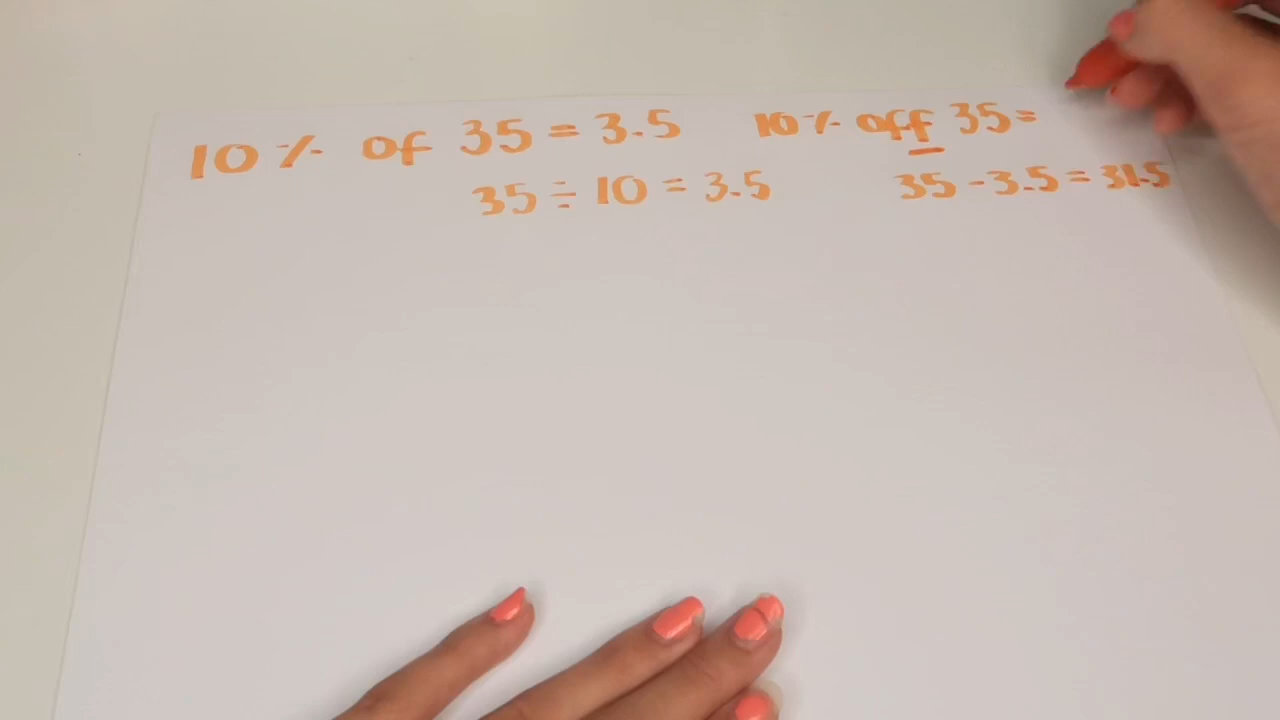 10% of 35 = 3.5
35 ÷ 10 = 3.5
10% off 35 =
35 - 3.5 = 31.5